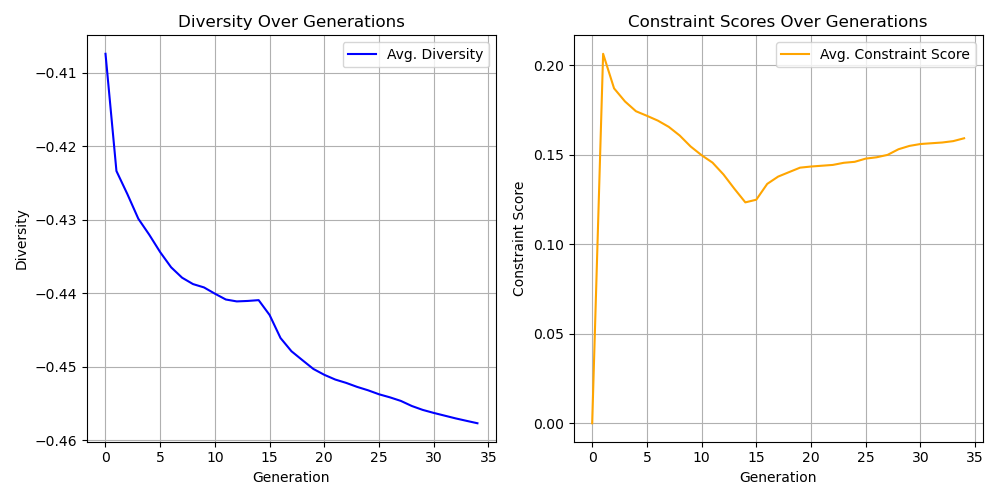 Diversity Over Generations
Avg. Diversity
−0.41
−0.42
−0.43
−0.44
−0.45
−0.46
Diversity
0 5 10 15 20 25 30 35
Generation
Constraint Scores Over Generations
Avg. Constraint Score
0.20
0.15
0.10
0.05
0.00
Constraint Score
0 5 10 15 20 25 30 35
Generation